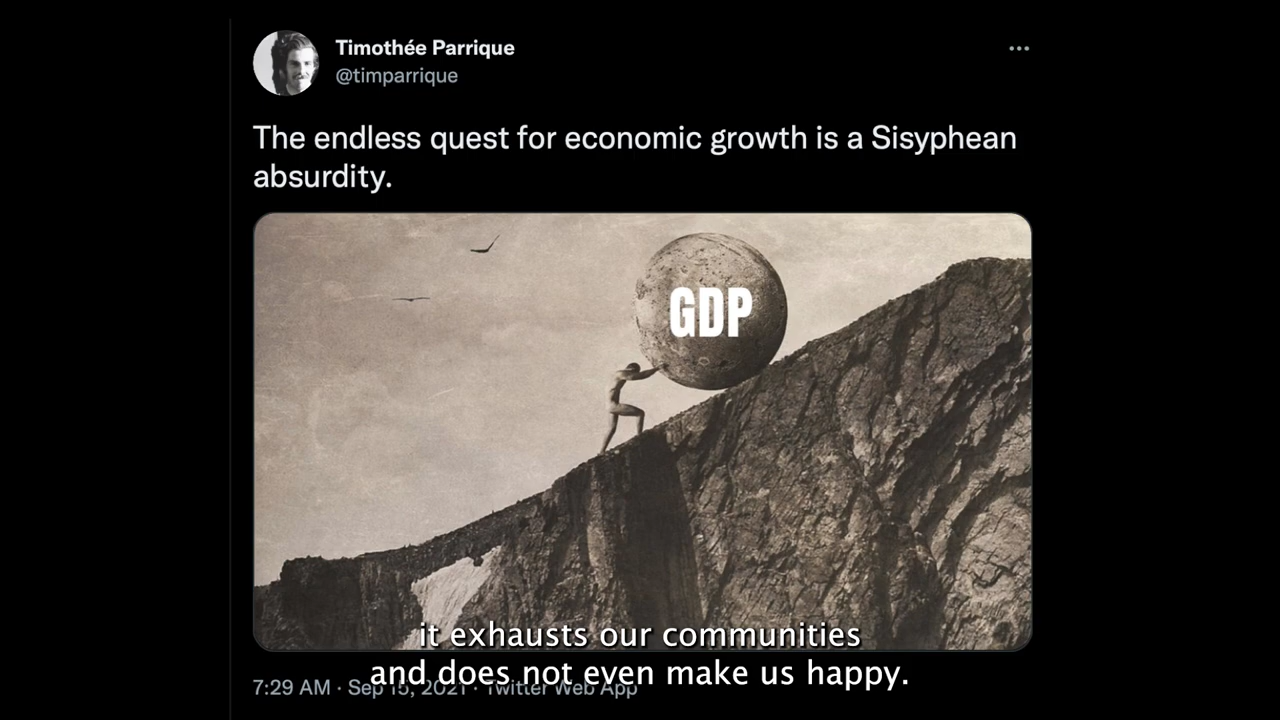 Timothée Parrique
@timparrique
The endless quest for economic growth is a Sisyphean
absurdity.
GDP
it exhausts our communities
and does not even make us happy.
7:29 AM · Sep 15, 2021 · Twitter Web App